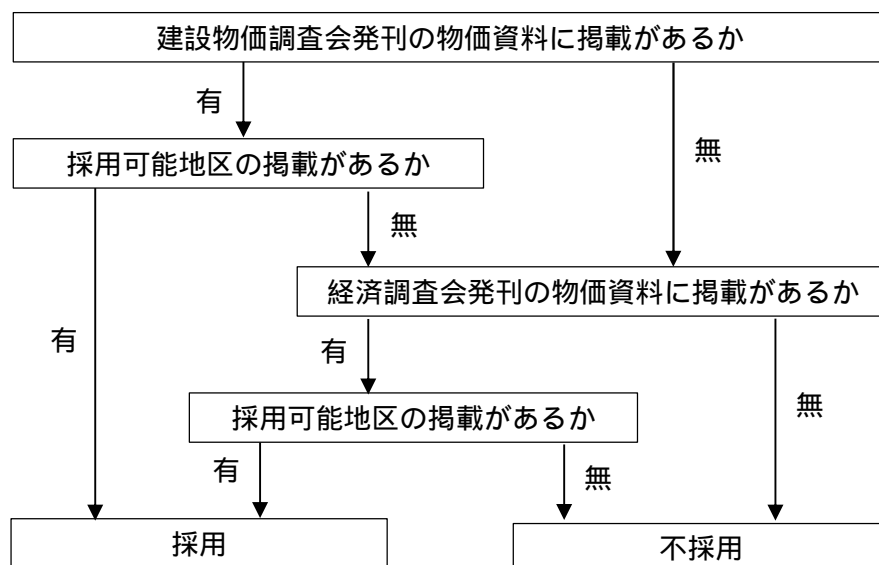 建設物価調査会発刊の物価資料に掲載があるか
有
無
採用可能地区の掲載があるか
無
経済調査会発刊の物価資料に掲載があるか
有
有
無
採用可能地区の掲載があるか
有
無
採用
不採用